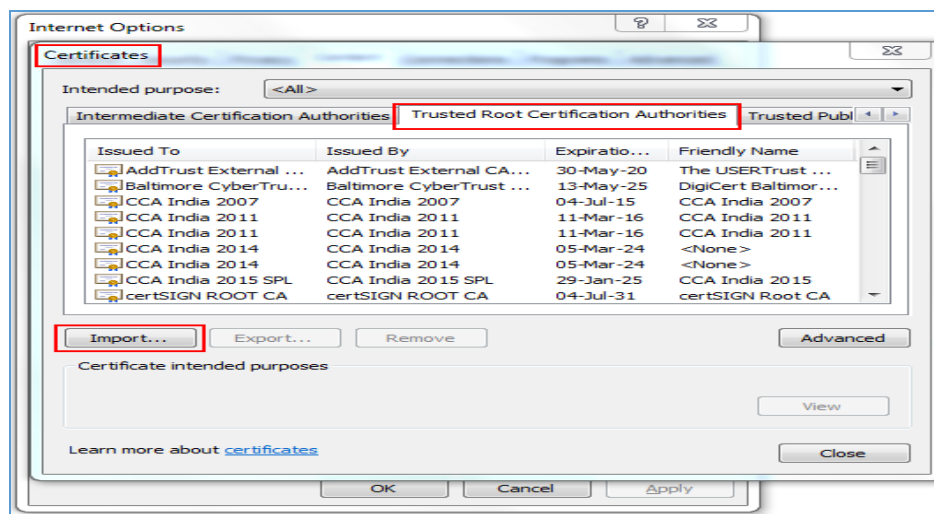 Internet Options
Certificates
Intended purpose: <All>
Intermediate Certification Authorities Trusted Root Certification Authorities Trusted Publ
Issued To Issued By Expiratio... Friendly Name
AddTrust External ... AddTrust External CA... 30-May-20 The USERTrust ...
Baltimore CyberTru... Baltimore CyberTrust ... 13-May-25 DigiCert Baltimor...
CCA India 2007 CCA India 2007 04-Jul-15 CCA India 2007
CCA India 2011 CCA India 2011 11-Mar-16 CCA India 2011
CCA India 2011 CCA India 2011 11-Mar-16 CCA India 2011
CCA India 2014 CCA India 2014 05-Mar-24 <None>
CCA India 2014 CCA India 2014 05-Mar-24 <None>
CCA India 2015 SPL CCA India 2015 SPL 29-Jan-25 CCA India 2015
certSIGN ROOT CA certSIGN ROOT CA 04-Jul-31 certSIGN Root CA
Import... Export... Remove Advanced
Certificate intended purposes
View
Learn more about certificates
Close
OK Cancel Apply